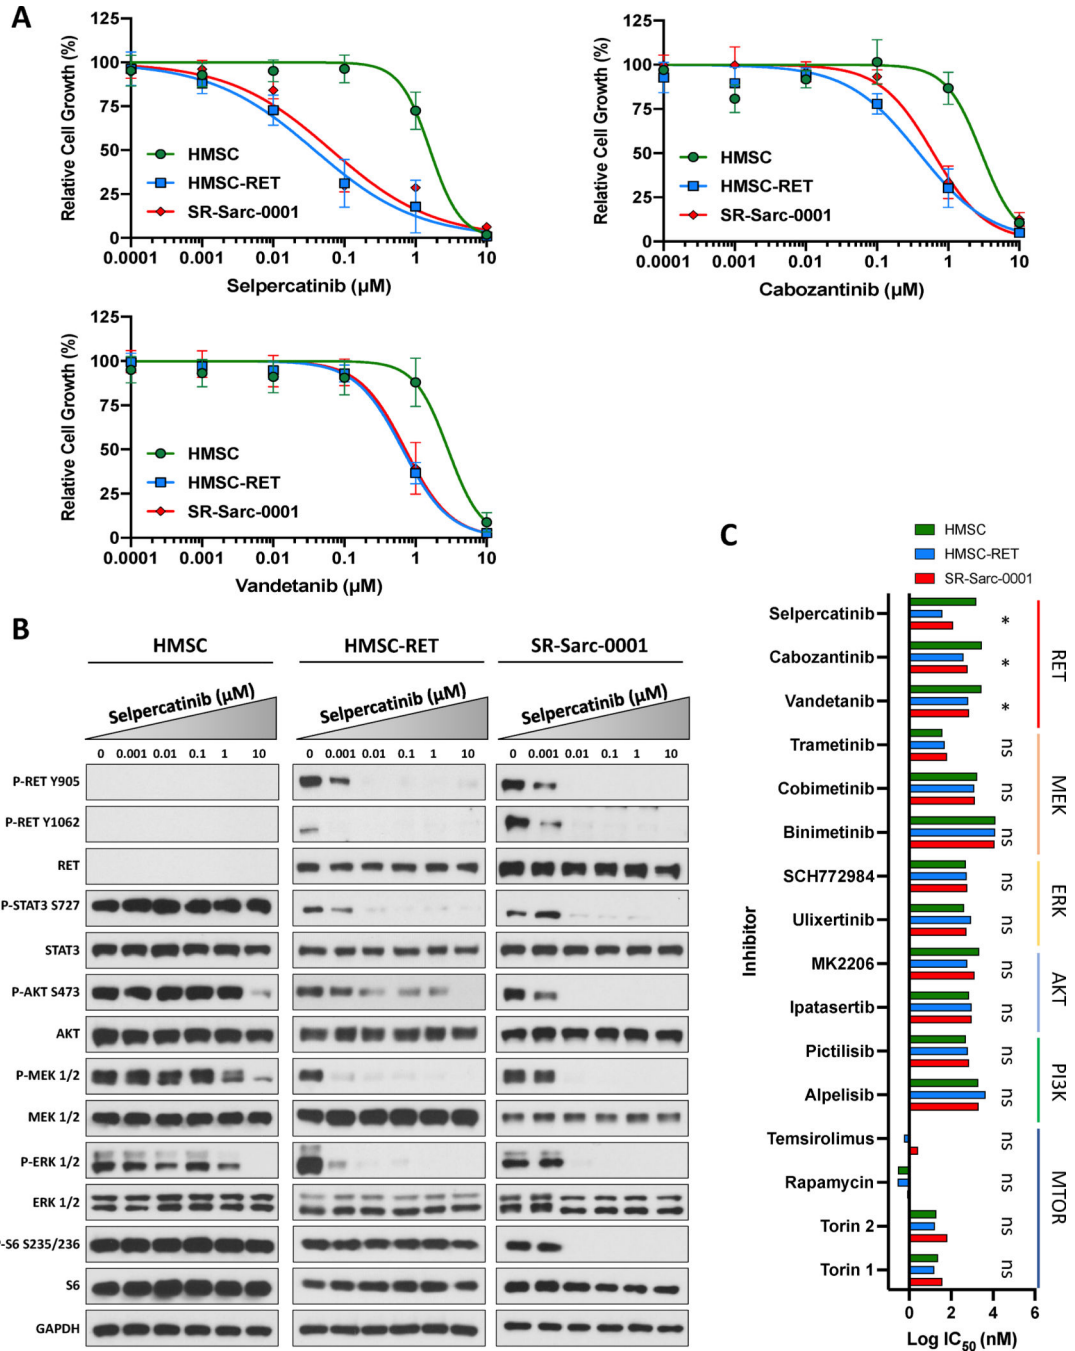 A
125
100
75
50
25
0
Relative Cell Growth (%)
HMSC
HMSC-RET
SR-Sarc-0001
0.0001 0.001 0.01 0.1 1 10
Selpercatinib (µM)
125
100
75
50
25
0
Relative Cell Growth (%)
HMSC
HMSC-RET
SR-Sarc-0001
0.0001 0.001 0.01 0.1 1 10
Cabozantinib (µM)
125
100
75
50
25
0
Relative Cell Growth (%)
HMSC
HMSC-RET
SR-Sarc-0001
0.0001 0.001 0.01 0.1 1 10
Vandetanib (µM)
B
HMSC HMSC-RET SR-Sarc-0001
Selpercatinib (µM) Selpercatinib (µM) Selpercatinib (µM)
0 0.001 0.01 0.1 1 10 0 0.001 0.01 0.1 1 10 0 0.001 0.01 0.1 1 10
P-RET Y905
P-RET Y1062
RET
P-STAT3 S727
STAT3
P-AKT S473
AKT
P-MEK 1/2
MEK 1/2
P-ERK 1/2
ERK 1/2
P-S6 S235/236
S6
GAPDH
C
HMSC
HMSC-RET
SR-Sarc-0001
Inhibitor
Selpercatinib *
Cabozantinib *
Vandetanib *
RET
Trametinib ns
Cobimetinib ns
Binimetinib ns
MEK
SCH772984 ns
Ulixertinib ns
ERK
MK2206 ns
Ipatasertib ns
AKT
Pictilisib ns
Alpelisib ns
PI3K
Temsirolimus ns
Rapamycin ns
Torin 2 ns
Torin 1 ns
MTOR
0 2 4 6
Log IC50 (nM)